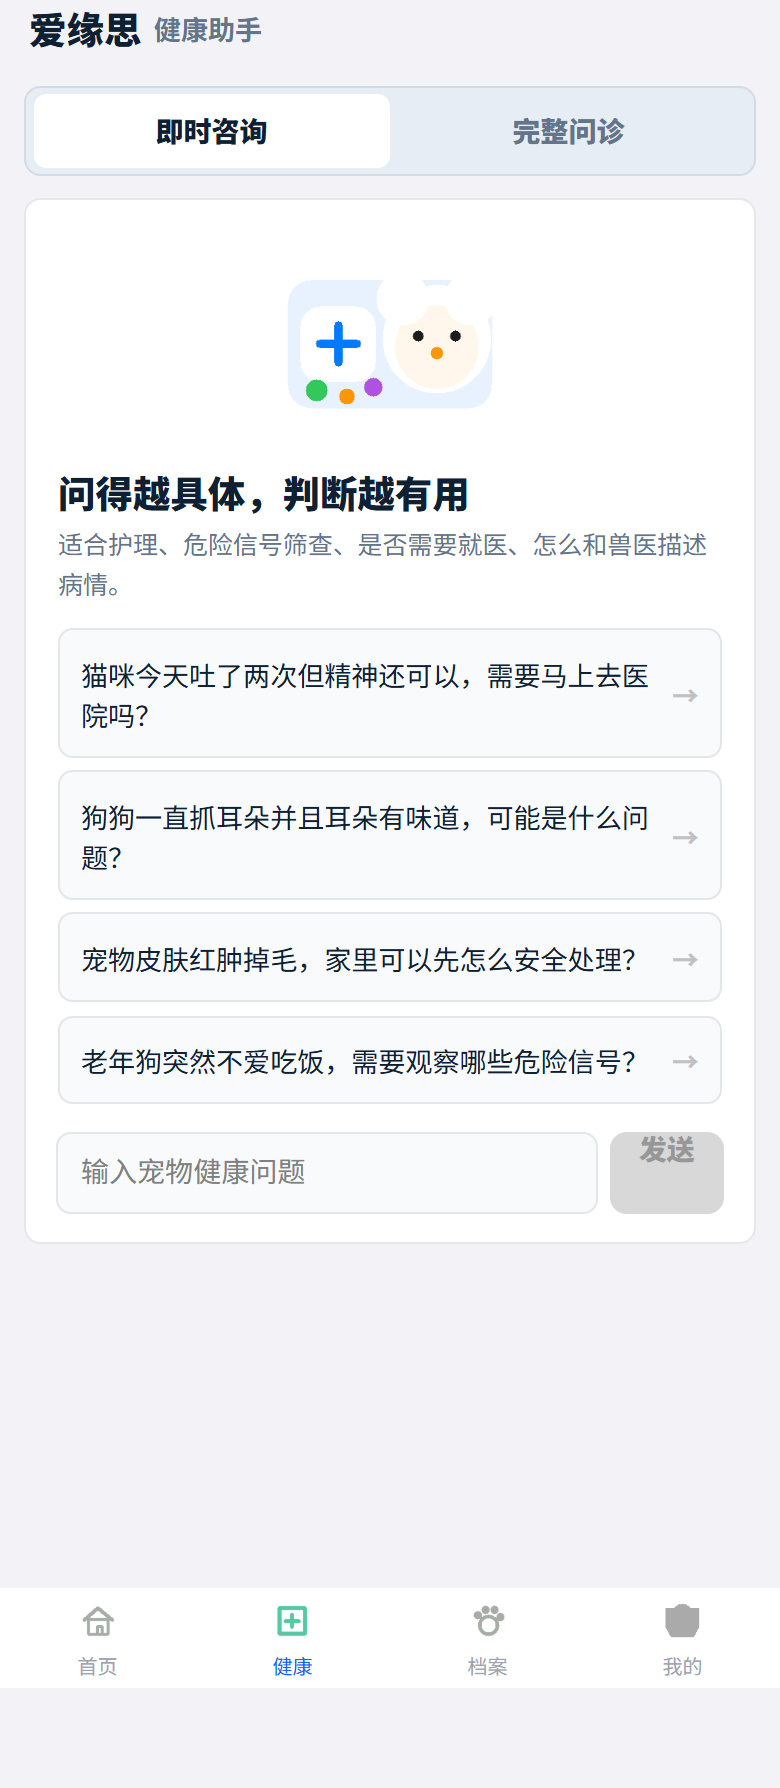 爱缘思 健康助手
即时咨询 完整问诊
问得越具体，判断越有用
适合护理、危险信号筛查、是否需要就医、怎么和兽医描述
病情。
猫咪今天吐了两次但精神还可以，需要马上去医
院吗？
→
狗狗一直抓耳朵并且耳朵有味道，可能是什么问
题？
→
宠物皮肤红肿掉毛，家里可以先怎么安全处理？ →
老年狗突然不爱吃饭，需要观察哪些危险信号？ →
输入宠物健康问题 发送
首页 健康 档案 我的